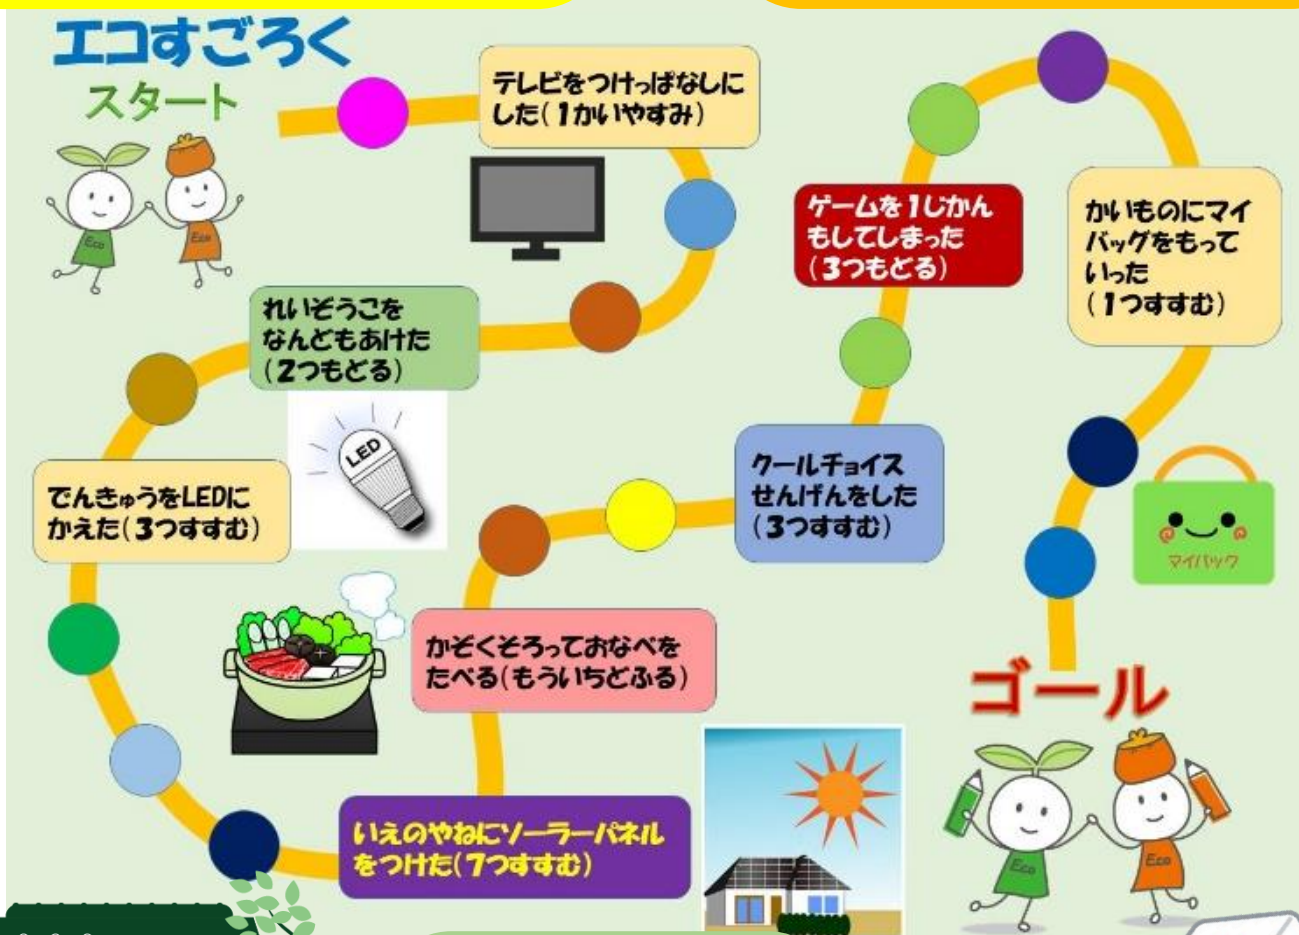 エコすごろく
スタート
Eco
Eco
テレビをつけっぱなしに
した(1かいやすみ)
れいぞうこを
なんどもあけた
(2つもどる)
LED
でんきゅうをLEDに
かえた(3つすすむ)
いえのやねにソーラーパネル
をつけた(7つすすむ)
かぞくそろっておなべを
たべる(もういちどふる)
クールチョイス
せんげんをした
(3つすすむ)
ゲームを1じかん
もしてしまった
(3つもどる)
かいものにマイ
バッグをもって
いった
(1つすすむ)
マイバック
ゴール
Eco
Eco